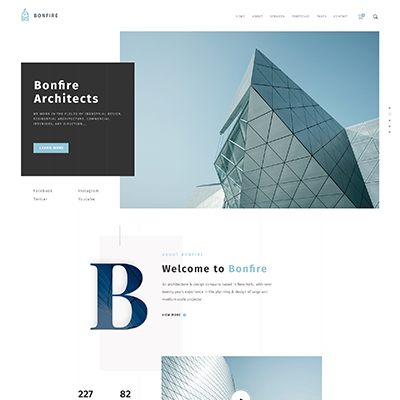 BONFIRE
HOME ABOUT SERVICES PORTFOLIO PAGES CONTACT
Bonfire
Architects
WE WORK IN THE FIELDS OF INDUSTRIAL DESIGN,
RESIDENTIAL ARCHITECTURE, COMMERCIAL
INTERIORS, ART DIRECTION...
LEARN MORE
Facebook Instagram
Twitter Youtube
ABOUT BONFIRE
Welcome to Bonfire
B
An architecture & design company based in New York, with over
twenty years experience in the planning & design of large and
medium-scale projects
VIEW MORE
227 82